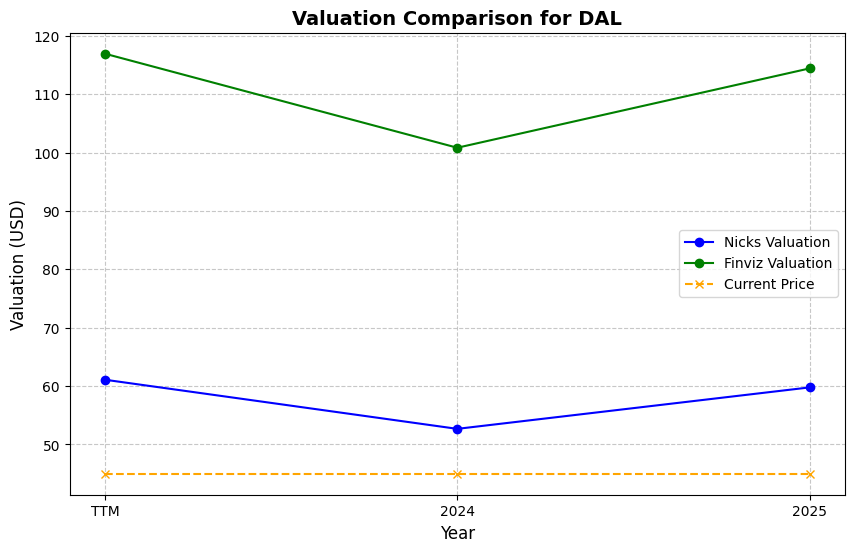 Valuation Comparison for DAL
Valuation (USD)
120
110
100
90
80
70
60
50
Nicks Valuation
Finviz Valuation
Current Price
TTM
2024
2025
Year